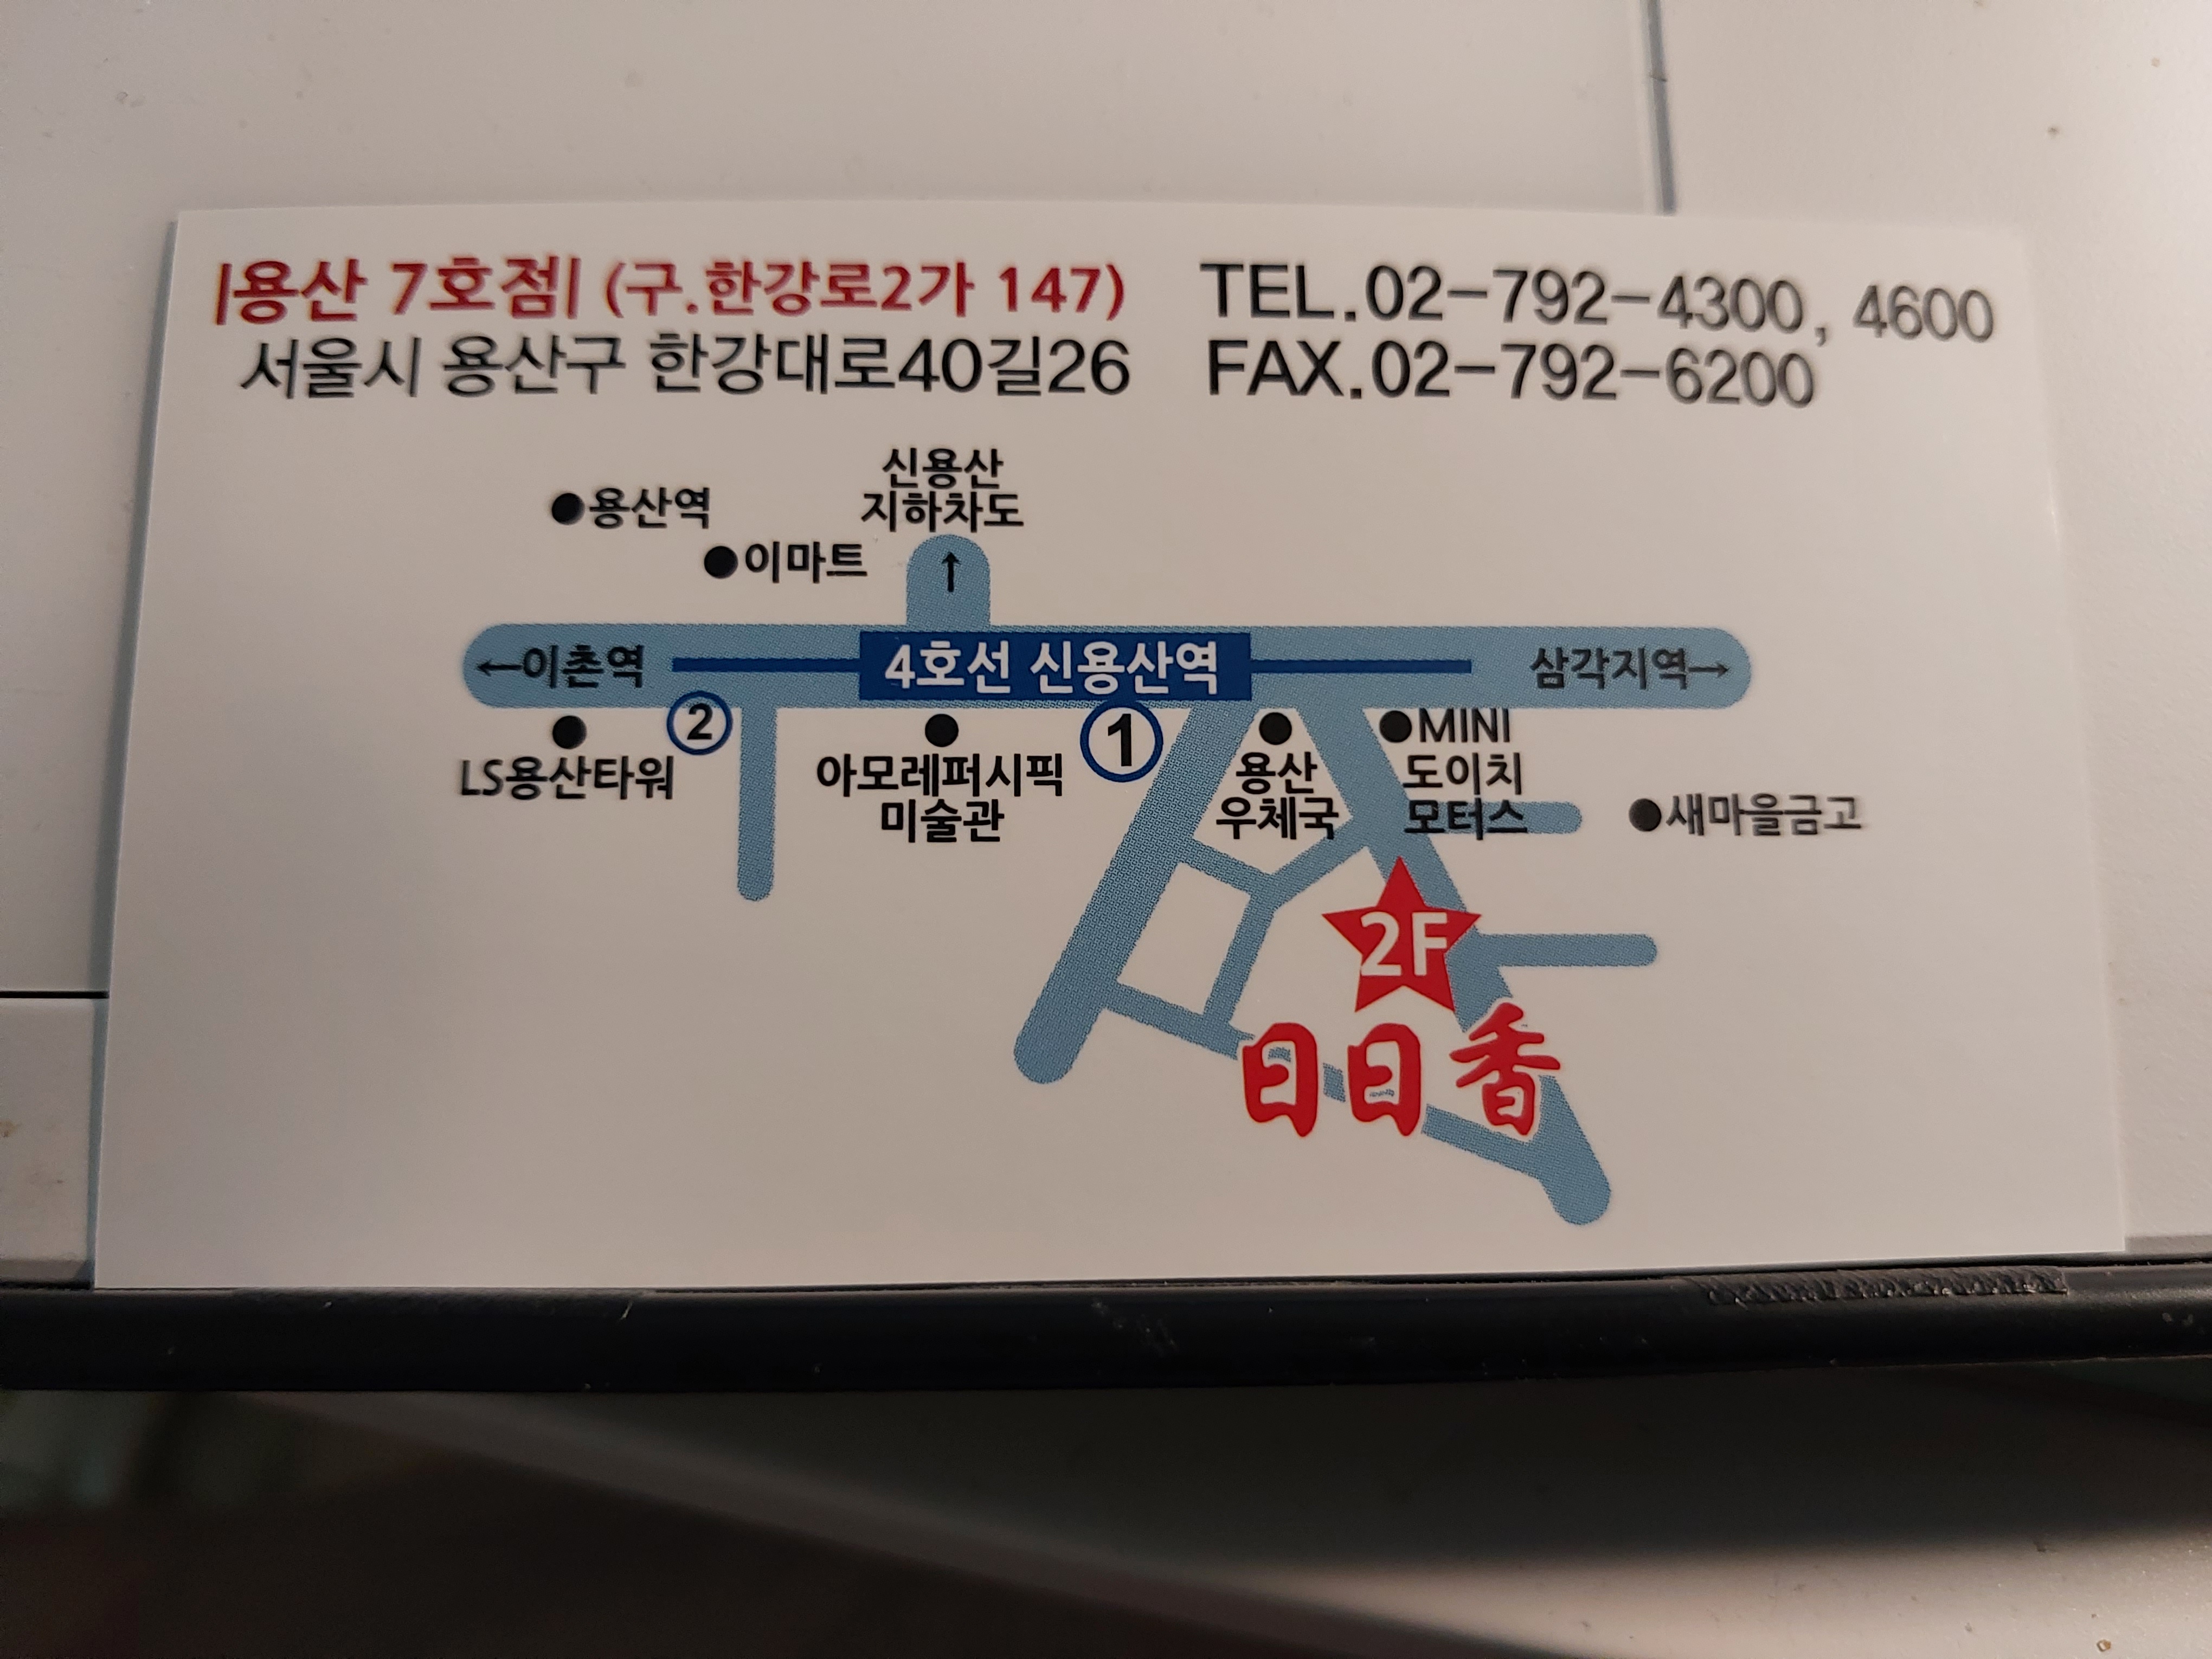 |용산 7호점| (구.한강로2가 147)
서울시 용산구 한강대로40길26
TEL.02-792-4300, 4600
FAX.02-792-6200
신용산
지하차도
●용산역
●이마트
↑
←이촌역
4호선 신용산역
삼각지역→
②
①
LS용산타워
아모레퍼시픽
미술관
용산
우체국
●MINI
도이치
모터스
●새마을금고
2F
日日香